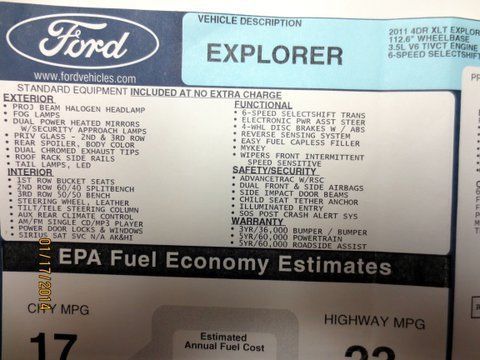 Ford
www.fordvehicles.com
VEHICLE DESCRIPTION
EXPLORER
2011 4DR XLT EXPLOR
112.6" WHEELBASE
3.5L V6 TIVCT ENGINE
6-SPEED SELECTSHIFT
STANDARD EQUIPMENT INCLUDED AT NO EXTRA CHARGE
EXTERIOR
• PROJ BEAM HALOGEN HEADLAMP
• FOG LAMPS
• DUAL POWER HEATED MIRRORS
W/SECURITY APPROACH LAMPS
• PRIV GLASS - 2ND & 3RD ROW
• REAR SPOILER, BODY COLOR
• DUAL CHROMED EXHAUST TIPS
• ROOF RACK SIDE RAILS
• TAIL LAMPS, LED
INTERIOR
• 1ST ROW BUCKET SEATS
• 2ND ROW 60/40 SPLITBENCH
• 3RD ROW 50/50 BENCH
• STEERING WHEEL, LEATHER
• TILT/TELE STEERING COLUMN
• AUX REAR CLIMATE CONTROL
• AM/FM SINGLE CD/MP3 PLAYER
• POWER DOOR LOCKS & WINDOWS
• SIRIUS SAT SVC N/A AK&HI
FUNCTIONAL
• 6-SPEED SELECTSHIFT TRANS
• ELECTRONIC PWR ASST STEER
• 4-WHL DISC BRAKES W / ABS
• REVERSE SENSING SYSTEM
• EASY FUEL CAPLESS FILLER
• MYKEY
• WIPERS FRONT INTERMITTENT
SPEED SENSITIVE
SAFETY/SECURITY
• ADVANCETRAC W/RSC
• DUAL FRONT & SIDE AIRBAGS
• SIDE IMPACT DOOR BEAMS
• CHILD SEAT TETHER ANCHOR
• ILLUMINATED ENTRY
• SOS POST CRASH ALERT SYS
WARRANTY
• 3YR/36,000 BUMPER / BUMPER
• 5YR/60,000 POWERTRAIN
• 5YR/60,000 ROADSIDE ASSIST
PR
EPA Fuel Economy Estimates
CITY MPG
17
Estimated
Annual Fuel Cost
HIGHWAY MPG
01/17/2014